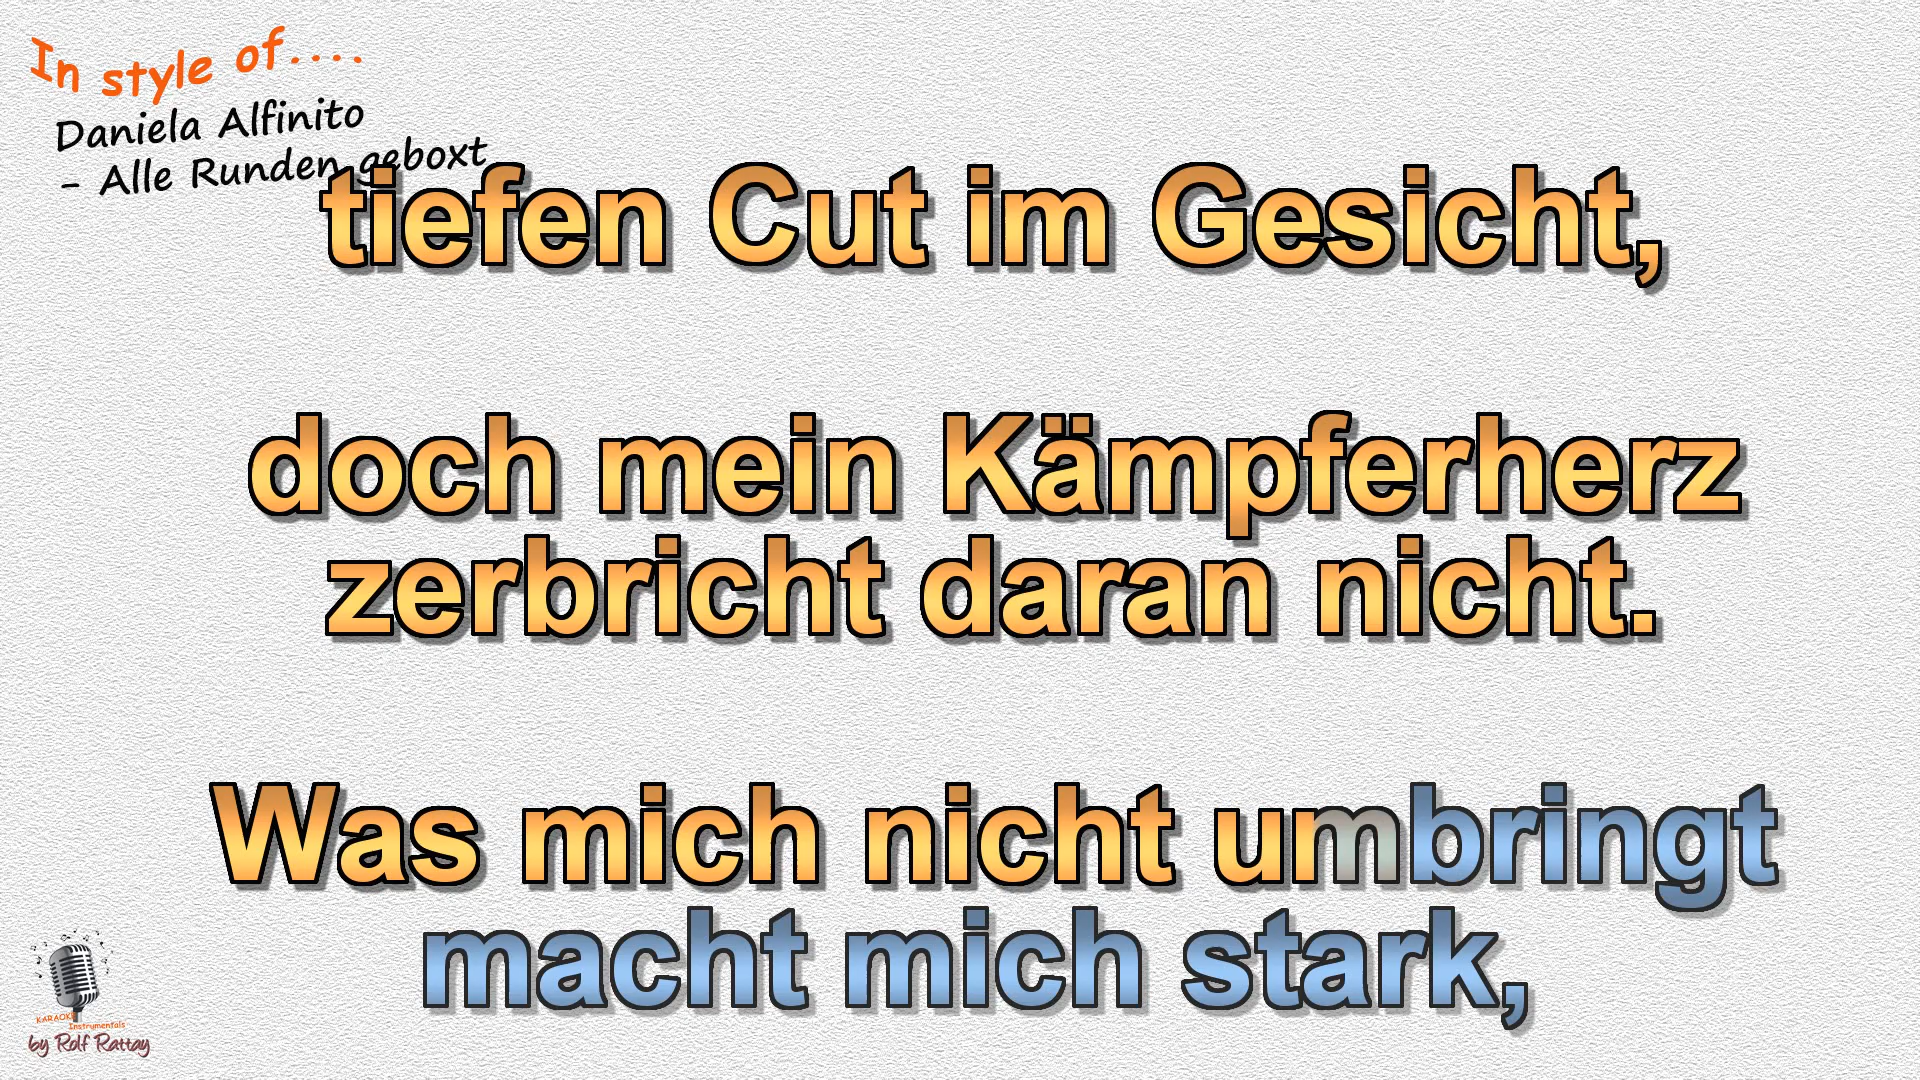 In style of....
Daniela Alfinito
- Alle Runden geboxt
tiefen Cut im Gesicht,
doch mein Kämpferherz
zerbricht daran nicht.
Was mich nicht umbringt
macht mich stark,
KARAOKE
Instrumentals
by Rolf Rattay